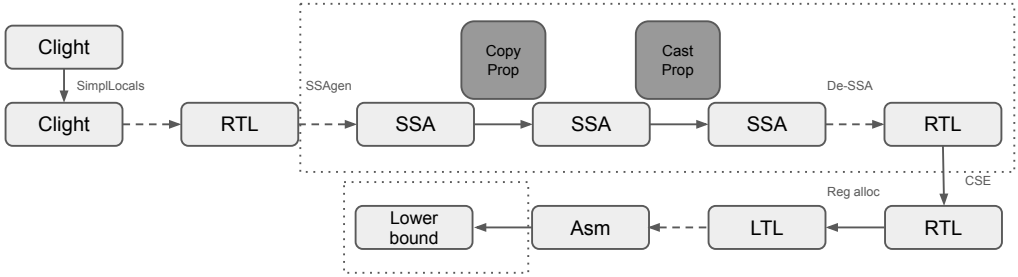 Clight
SimplLocals
Clight
RTL
SSAgen
SSA
Copy
Prop
SSA
Cast
Prop
SSA
De-SSA
RTL
CSE
RTL
Reg alloc
LTL
Asm
Lower
bound